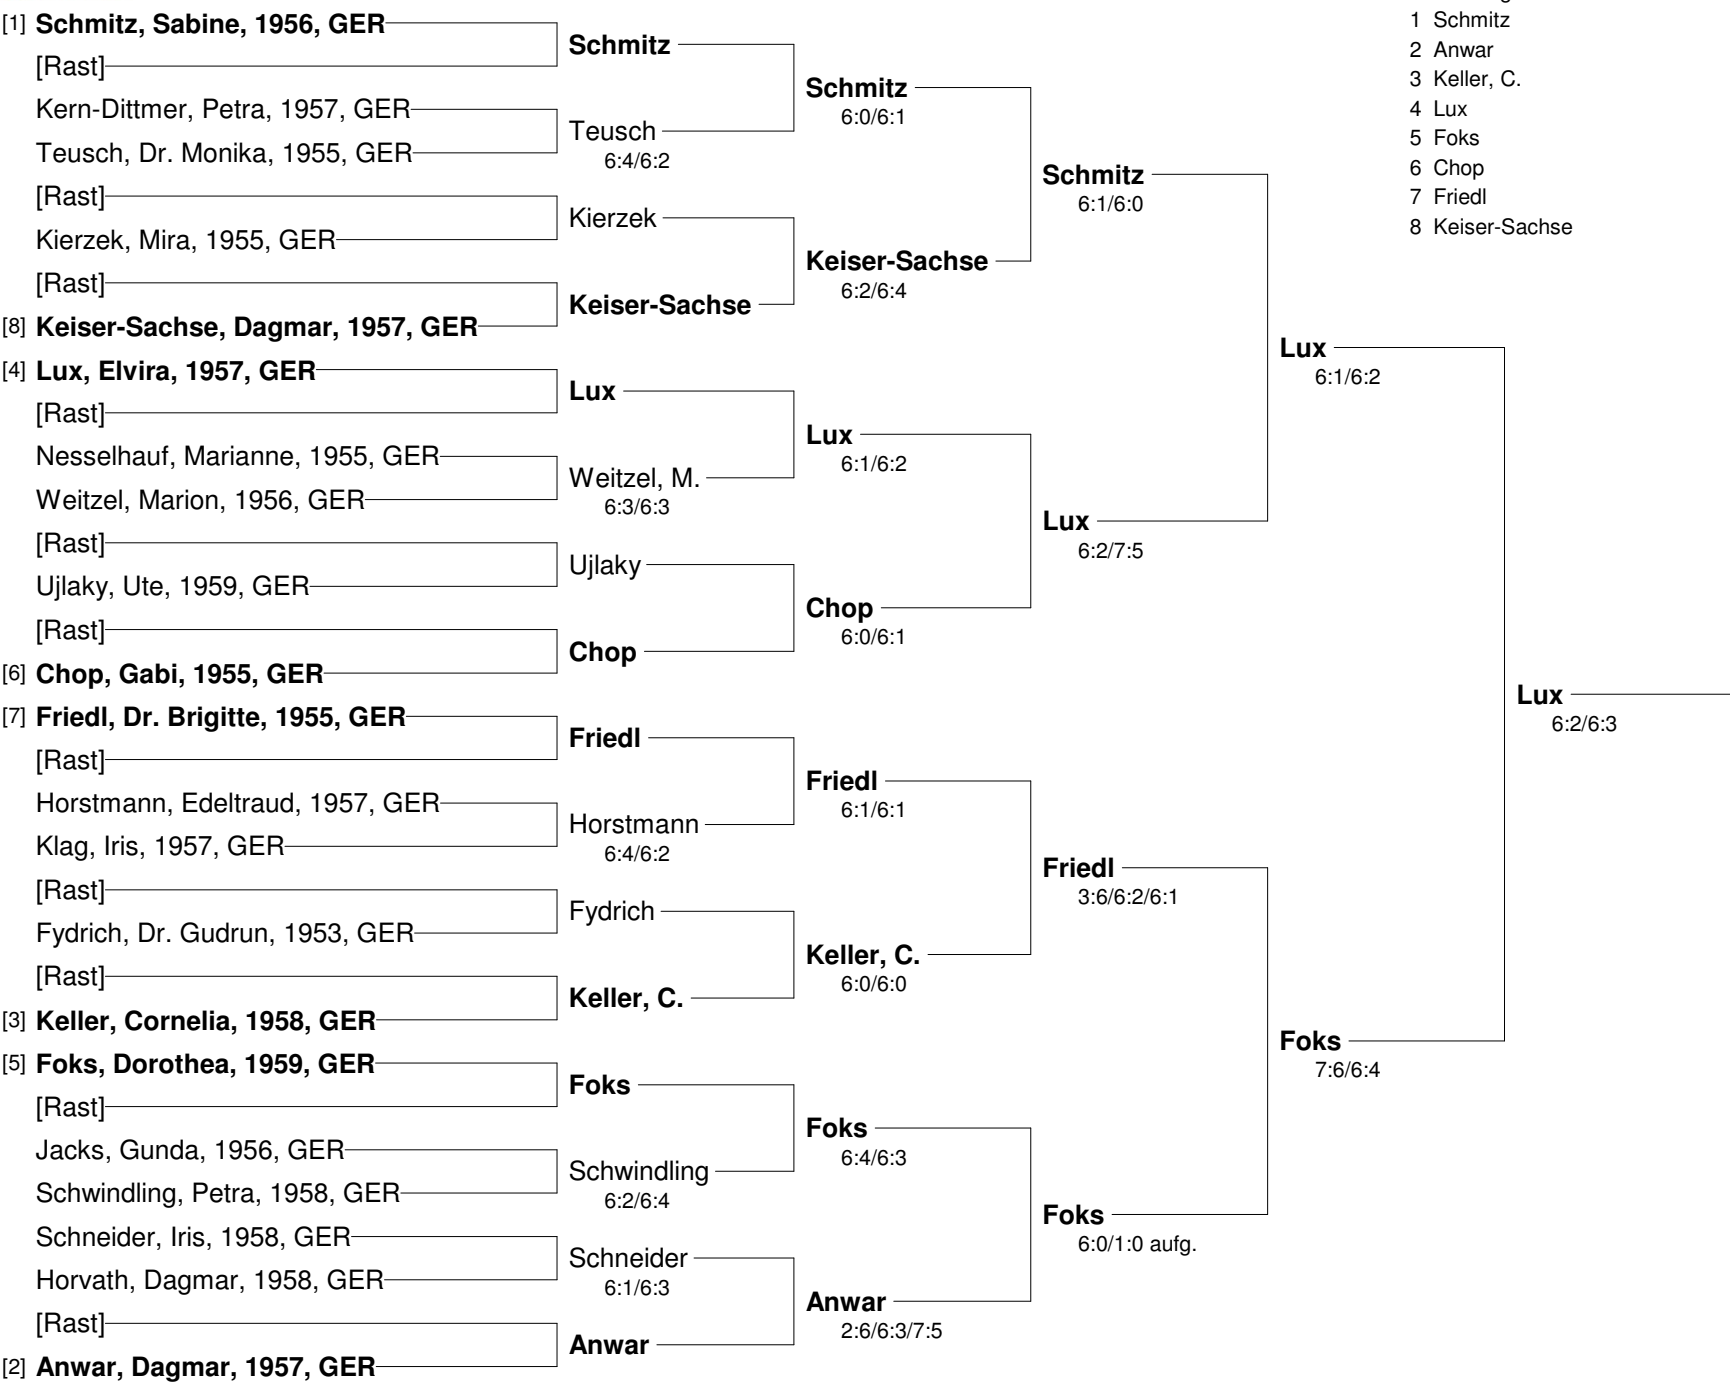 [1] Schmitz, Sabine, 1956, GER
[Rast]
Kern-Dittmer, Petra, 1957, GER
Teusch, Dr. Monika, 1955, GER
[Rast]
Kierzek, Mira, 1955, GER
[Rast]
[8] Keiser-Sachse, Dagmar, 1957, GER
[4] Lux, Elvira, 1957, GER
[Rast]
Nesselhauf, Marianne, 1955, GER
Weitzel, Marion, 1956, GER
[Rast]
Ujlaky, Ute, 1959, GER
[Rast]
[6] Chop, Gabi, 1955, GER
[7] Friedl, Dr. Brigitte, 1955, GER
[Rast]
Horstmann, Edeltraud, 1957, GER
Klag, Iris, 1957, GER
[Rast]
Fydrich, Dr. Gudrun, 1953, GER
[Rast]
[3] Keller, Cornelia, 1958, GER
[5] Foks, Dorothea, 1959, GER
[Rast]
Jacks, Gunda, 1956, GER
Schwindling, Petra, 1958, GER
Schneider, Iris, 1958, GER
Horvath, Dagmar, 1958, GER
[Rast]
[2] Anwar, Dagmar, 1957, GER
Schmitz
Teusch
6:4/6:2
Kierzek
Keiser-Sachse
Lux
Weitzel, M.
6:3/6:3
Ujlaky
Chop
Friedl
Horstmann
6:4/6:2
Fydrich
Keller, C.
Foks
Schwindling
6:2/6:4
Schneider
6:1/6:3
Anwar
Schmitz
6:0/6:1
Keiser-Sachse
6:2/6:4
Lux
6:1/6:2
Chop
6:0/6:1
Friedl
6:1/6:1
Keller, C.
6:0/6:0
Foks
6:4/6:3
Anwar
2:6/6:3/7:5
Schmitz
6:1/6:0
Lux
6:2/7:5
Friedl
3:6/6:2/6:1
Foks
6:0/1:0 aufg.
Lux
6:1/6:2
Foks
7:6/6:4
Lux
6:2/6:3
1 Schmitz
2 Anwar
3 Keller, C.
4 Lux
5 Foks
6 Chop
7 Friedl
8 Keiser-Sachse